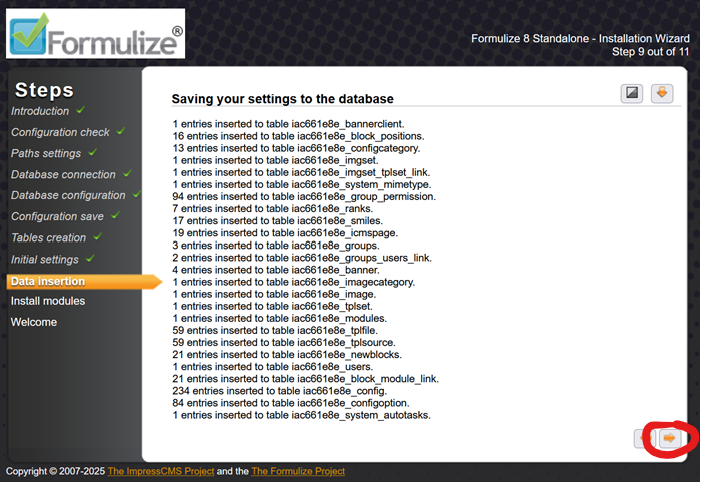 Formulize®
Formulize 8 Standalone - Installation Wizard
Step 9 out of 11
Steps
Introduction
Configuration check
Paths settings
Database connection
Database configuration
Configuration save
Tables creation
Initial settings
Data insertion
Install modules
Welcome
Saving your settings to the database
1 entries inserted to table iac661e8e_bannerclient.
16 entries inserted to table iac661e8e_block_positions.
13 entries inserted to table iac661e8e_configcategory.
1 entries inserted to table iac661e8e_imgset.
1 entries inserted to table iac661e8e_imgset_tplset_link.
1 entries inserted to table iac661e8e_system_mimetype.
94 entries inserted to table iac661e8e_group_permission.
7 entries inserted to table iac661e8e_ranks.
17 entries inserted to table iac661e8e_smiles.
19 entries inserted to table iac661e8e_icmspage.
3 entries inserted to table iac661e8e_groups.
2 entries inserted to table iac661e8e_groups_users_link.
4 entries inserted to table iac661e8e_banner.
1 entries inserted to table iac661e8e_imagecategory.
1 entries inserted to table iac661e8e_image.
1 entries inserted to table iac661e8e_tplset.
1 entries inserted to table iac661e8e_modules.
59 entries inserted to table iac661e8e_tplfile.
59 entries inserted to table iac661e8e_tplsource.
21 entries inserted to table iac661e8e_newblocks.
1 entries inserted to table iac661e8e_users.
21 entries inserted to table iac661e8e_block_module_link.
234 entries inserted to table iac661e8e_config.
84 entries inserted to table iac661e8e_configoption.
1 entries inserted to table iac661e8e_system_autotasks.
Copyright © 2007-2025 The ImpressCMS Project and the The Formulize Project